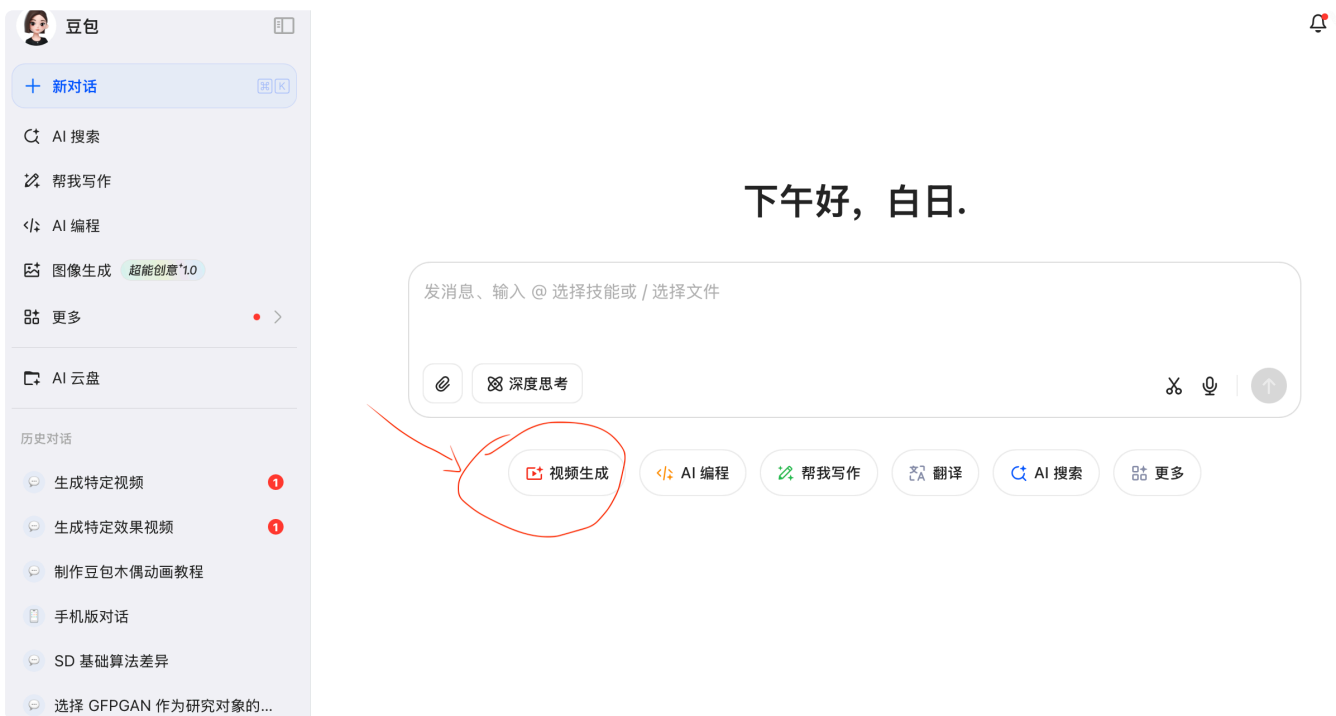 豆包
新对话 ⌘ K
AI 搜索
帮我写作
AI 编程
图像生成 超能创意1.0
更多
AI 云盘
历史对话
生成特定视频 1
生成特定效果视频 1
制作豆包木偶动画教程
手机版对话
SD 基础算法差异
选择 GFPGAN 作为研究对象的...
下午好，白日.
发消息、输入 @ 选择技能或 / 选择文件
深度思考
视频生成 AI 编程 帮我写作 翻译 AI 搜索 更多